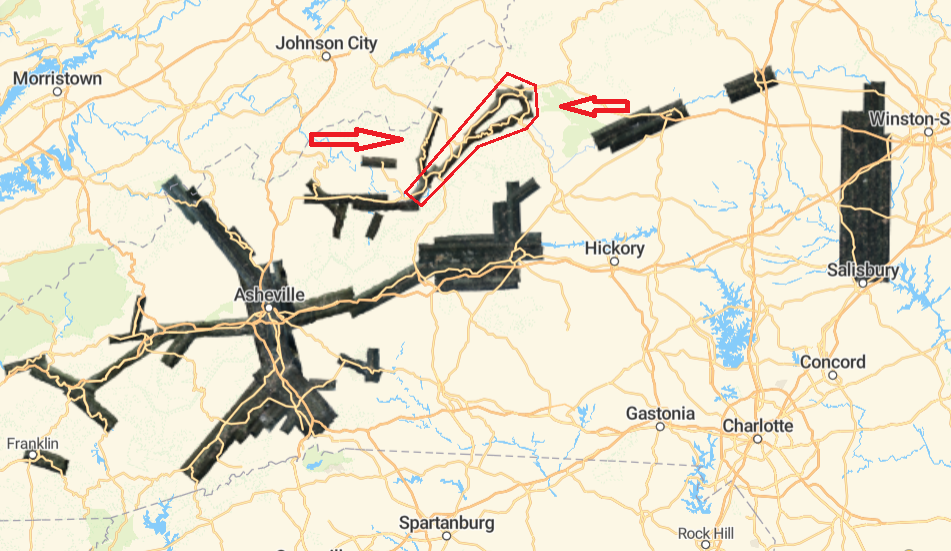 Johnson City
Morristown
Winston-S
Hickory
Salisbury
Asheville
Concord
Gastonia
Charlotte
Franklin
Spartanburg
Rock Hill